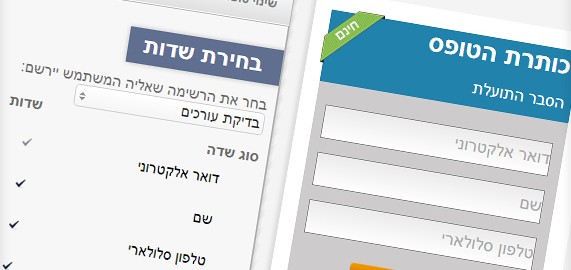 שינוי
בחירת שדות
בחר את הרשימה שאליה המשתמש יירשם:
בדיקת עורכים
סוג שדה
שדות
דואר אלקטרוני
שם
טלפון סלולארי
חינם
כותרת הטופס
הסבר התועלת
דואר אלקטרוני
שם
טלפון סלולארי